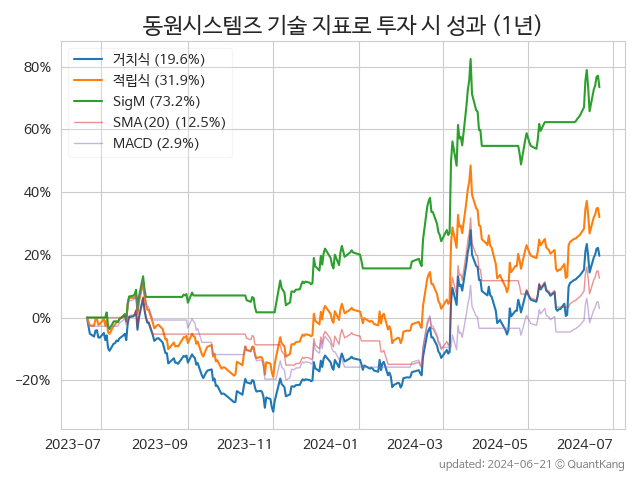 동원시스템즈 기술 지표로 투자 시 성과 (1년)
거치식 (19.6%)
적립식 (31.9%)
SigM (73.2%)
SMA(20) (12.5%)
MACD (2.9%)
80%
60%
40%
20%
0%
−20%
2023-07 2023-09 2023-11 2024-01 2024-03 2024-05 2024-07
updated: 2024-06-21 © QuantKang